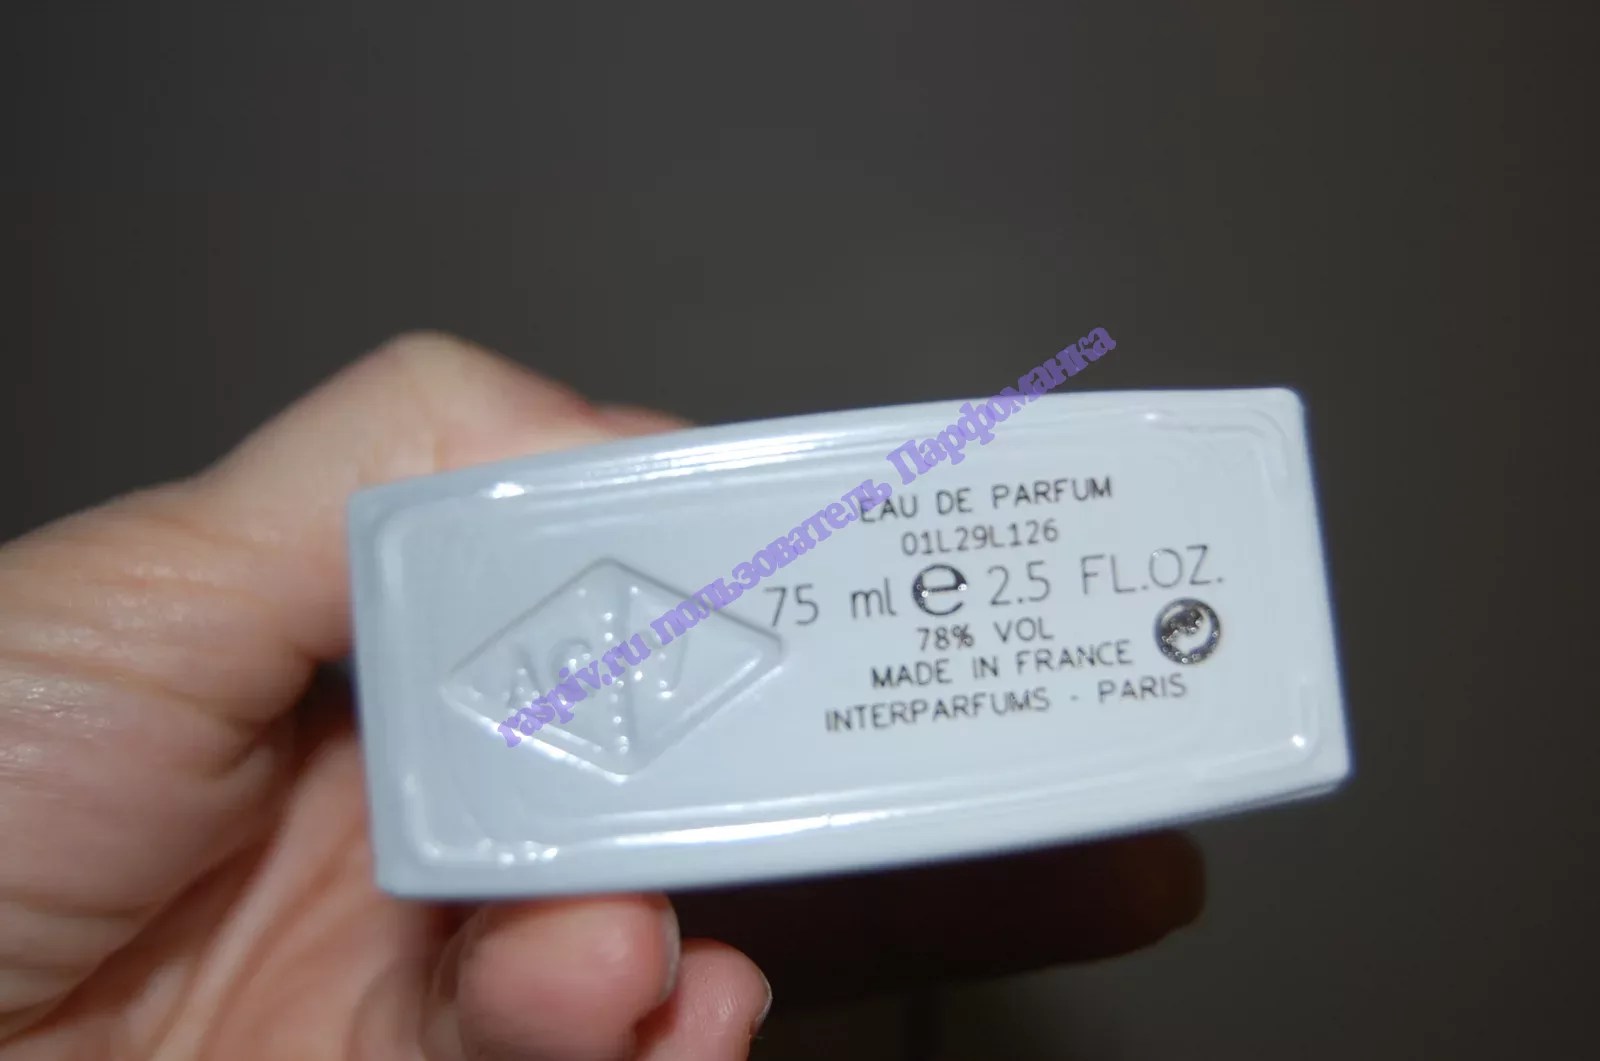 EAU DE PARFUM
01L29L126
75 ml e 2.5 FL.OZ.
78% VOL
MADE IN FRANCE
INTERPARFUMS - PARIS
raspiv.ru пользователь Парфоманка